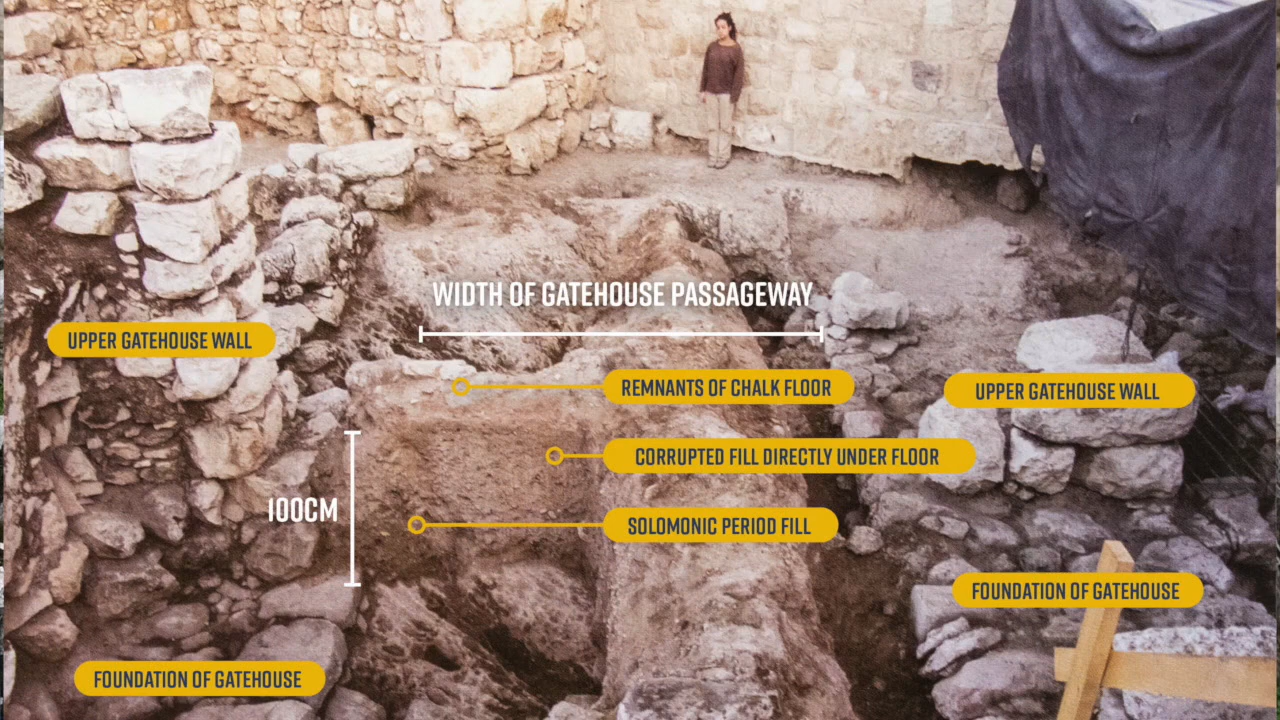 WIDTH OF GATEHOUSE PASSAGEWAY
UPPER GATEHOUSE WALL
REMNANTS OF CHALK FLOOR
UPPER GATEHOUSE WALL
CORRUPTED FILL DIRECTLY UNDER FLOOR
100CM
SOLOMONIC PERIOD FILL
FOUNDATION OF GATEHOUSE
FOUNDATION OF GATEHOUSE